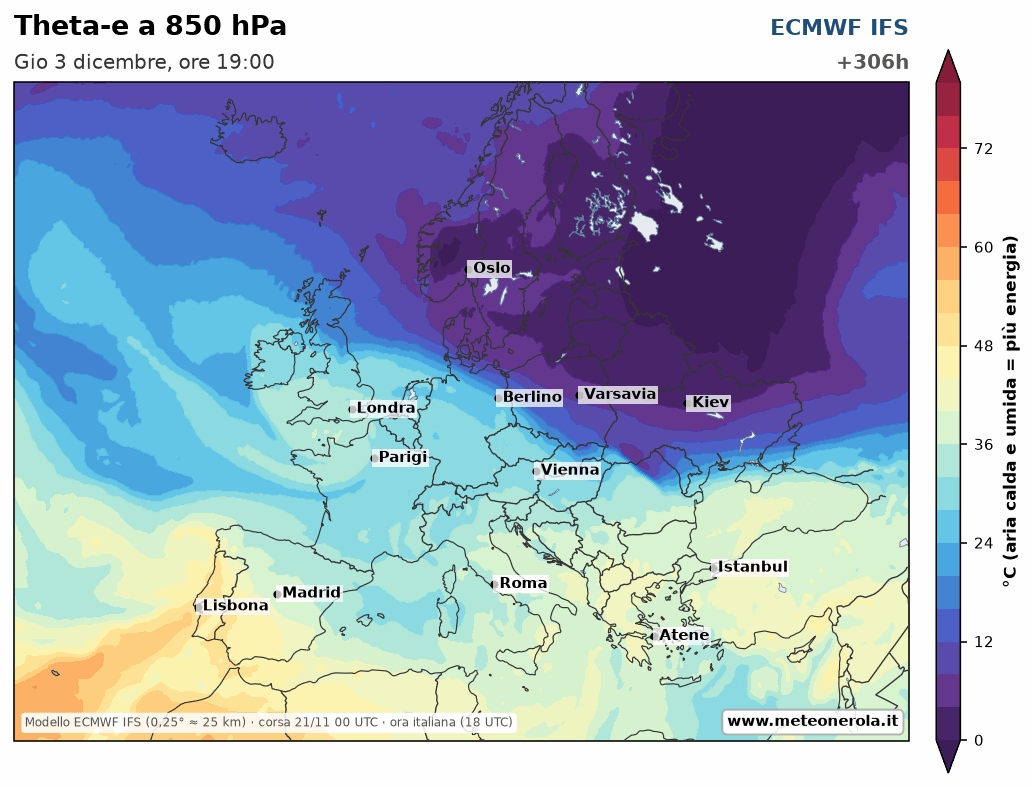 Theta-e a 850 hPa
ECMWF IFS
Gio 3 dicembre, ore 19:00
+306h
72
60
48
36
24
12
0
°C (aria calda e umida = più energia)
Oslo
Berlino
Varsavia
Kiev
Londra
Parigi
Vienna
Istanbul
Roma
Madrid
Lisbona
Atene
Modello ECMWF IFS (0,25° ≈ 25 km) · corsa 21/11 00 UTC · ora italiana (18 UTC)
www.meteonerola.it